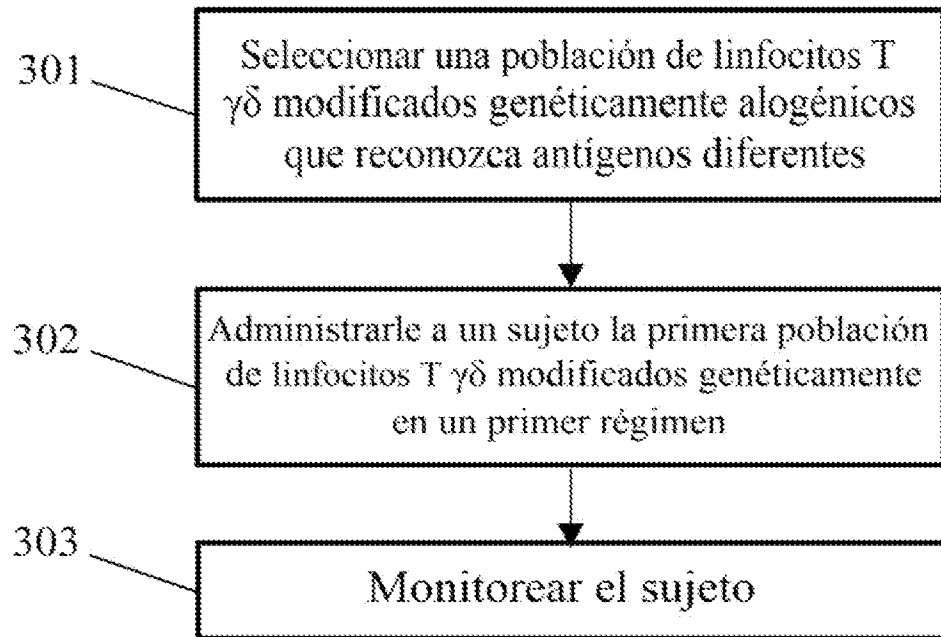 301
Seleccionar una población de linfocitos T
γδ modificados genéticamente alogénicos
que reconozca antígenos diferentes
302
Administrarle a un sujeto la primera población
de linfocitos T γδ modificados genéticamente
en un primer régimen
303
Monitorear el sujeto